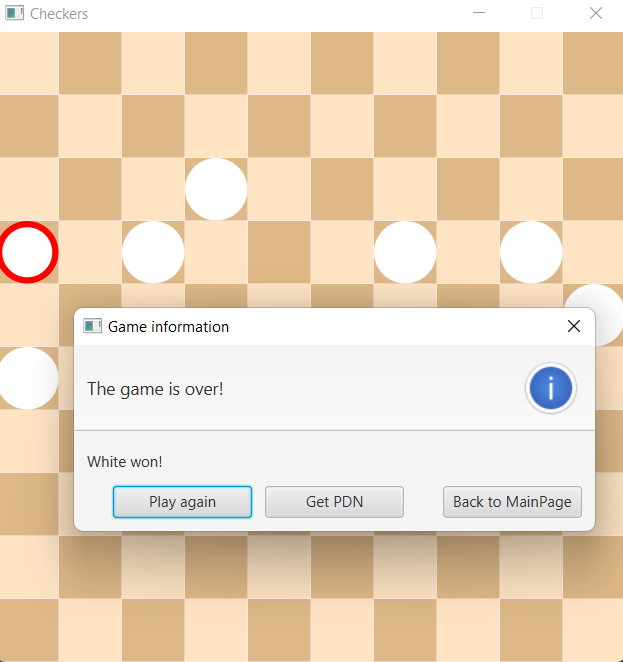 Checkers
Game information
The game is over!
White won!
Play again
Get PDN
Back to MainPage